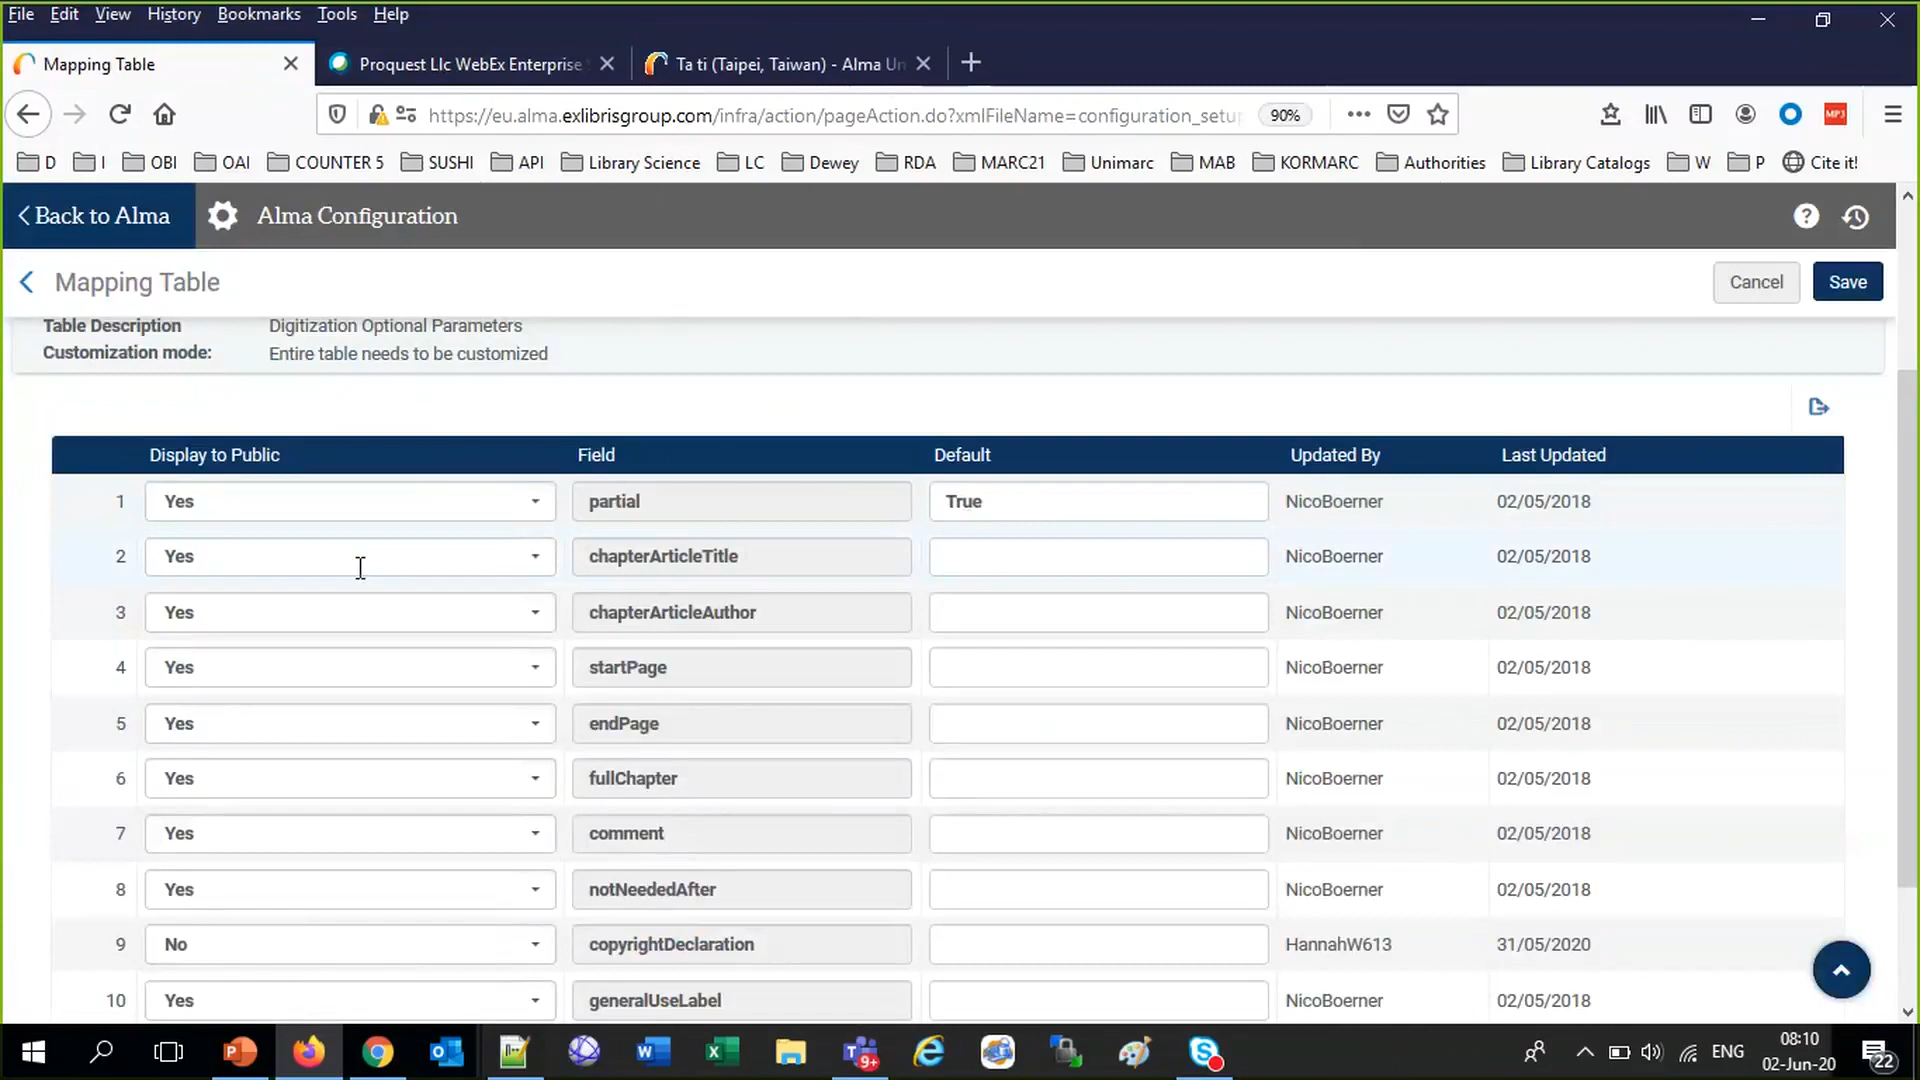 File Edit View History Bookmarks Tools Help
Mapping Table
Proquest Llc WebEx Enterprise
Ta ti (Taipei, Taiwan) - Alma Un
https://eu.alma.exlibrisgroup.com/infra/action/pageAction.do?xmlFileName=configuration_setu
90%
MP3
D I OBI OAI COUNTER 5 SUSHI API Library Science LC Dewey RDA MARC21 Unimarc MAB KORMARC Authorities Library Catalogs W P Cite it!
Back to Alma Alma Configuration
Mapping Table Cancel Save
Table Description Digitization Optional Parameters
Customization mode: Entire table needs to be customized
Display to Public Field Default Updated By Last Updated
1 Yes partial True NicoBoerner 02/05/2018
2 Yes chapterArticleTitle NicoBoerner 02/05/2018
3 Yes chapterArticleAuthor NicoBoerner 02/05/2018
4 Yes startPage NicoBoerner 02/05/2018
5 Yes endPage NicoBoerner 02/05/2018
6 Yes fullChapter NicoBoerner 02/05/2018
7 Yes comment NicoBoerner 02/05/2018
8 Yes notNeededAfter NicoBoerner 02/05/2018
9 No copyrightDeclaration HannahW613 31/05/2020
10 Yes generalUseLabel NicoBoerner 02/05/2018
9+
ENG
08:10
02-Jun-20
22